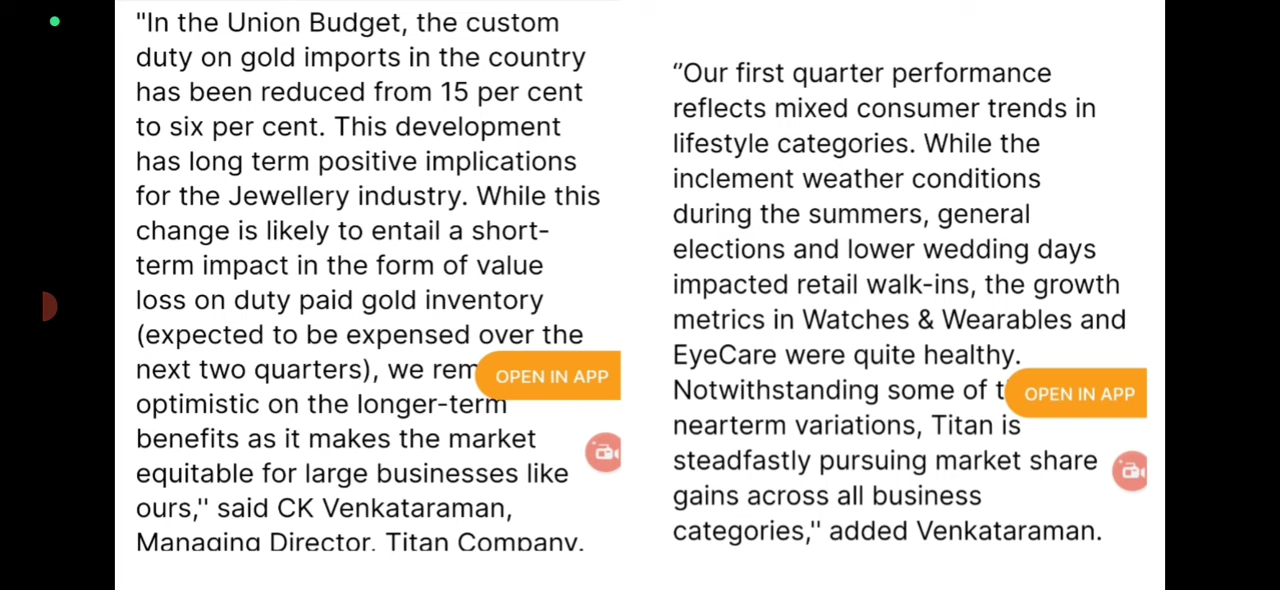 "In the Union Budget, the custom
duty on gold imports in the country
has been reduced from 15 per cent
to six per cent. This development
has long term positive implications
for the Jewellery industry. While this
change is likely to entail a short-
term impact in the form of value
loss on duty paid gold inventory
(expected to be expensed over the
next two quarters), we
OPEN IN APP
optimistic on the longer-term
benefits as it makes the market
equitable for large businesses like
ours,'' said CK Venkataraman,
Managing Director, Titan Company.
“Our first quarter performance
reflects mixed consumer trends in
lifestyle categories. While the
inclement weather conditions
during the summers, general
elections and lower wedding days
impacted retail walk-ins, the growth
metrics in Watches & Wearables and
EyeCare were quite healthy.
Notwithstanding some of
OPEN IN APP
nearterm variations, Titan is
steadfastly pursuing market share
gains across all business
categories,'' added Venkataraman.